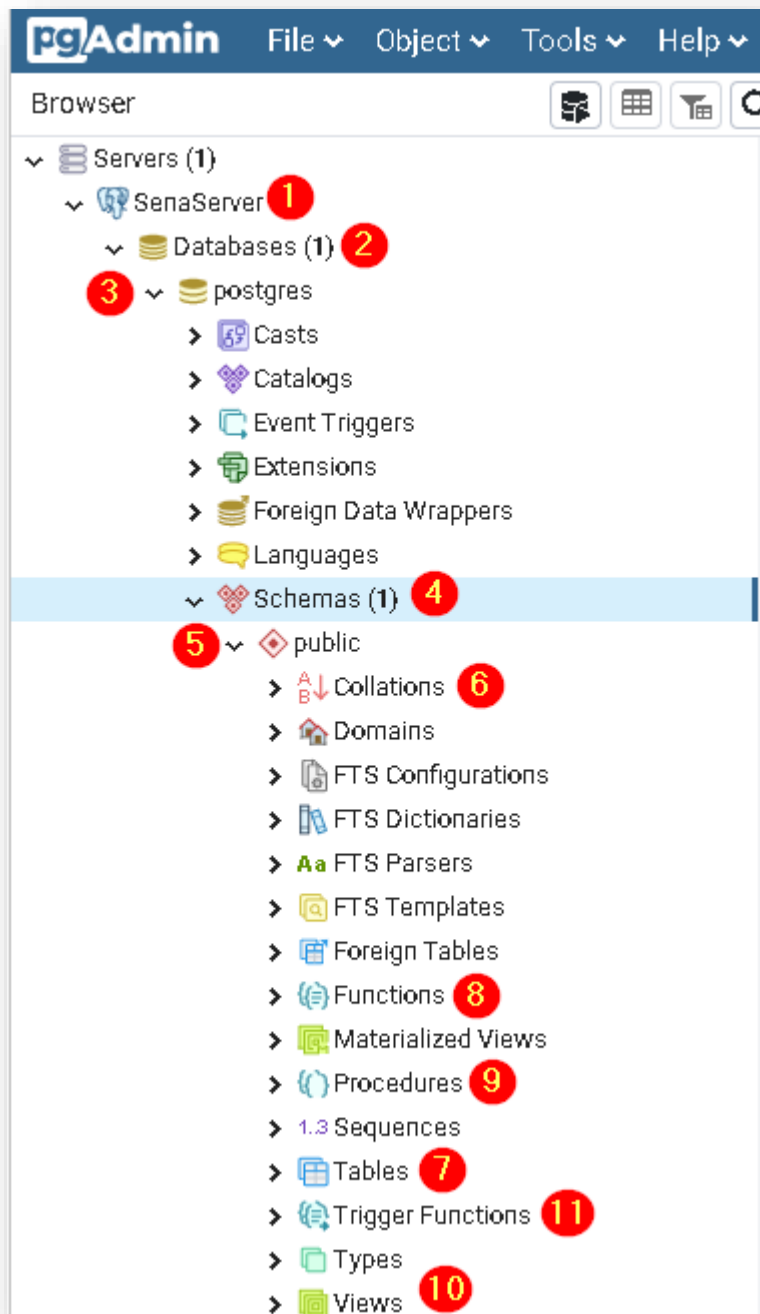 pgAdmin File Object Tools Help
Browser
Servers (1)
SenaServer 1
Databases (1) 2
3 postgres
Casts
Catalogs
Event Triggers
Extensions
Foreign Data Wrappers
Languages
Schemas (1) 4
5 public
Collations 6
Domains
FTS Configurations
FTS Dictionaries
Aa FTS Parsers
FTS Templates
Foreign Tables
Functions 8
Materialized Views
Procedures 9
1.3 Sequences
Tables 7
Trigger Functions 11
Types
Views 10